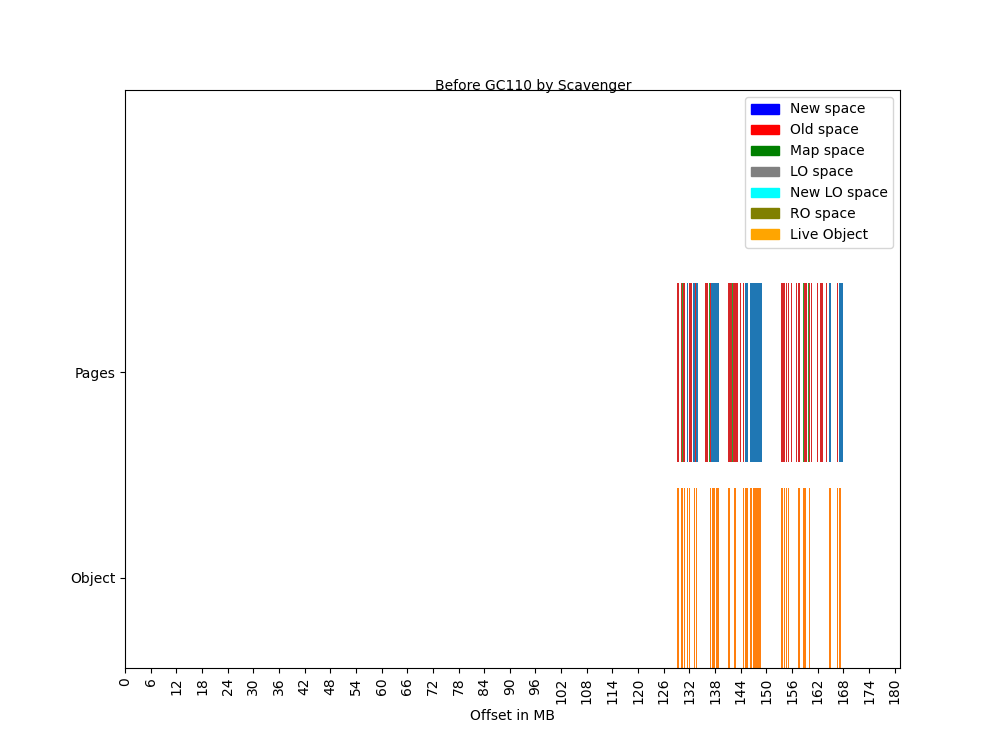 Before GC110 by Scavenger
New space
Old space
Map space
LO space
New LO space
RO space
Live Object
Pages
Object
0 6 12 18 24 30 36 42 48 54 60 66 72 78 84 90 96 102 108 114 120 126 132 138 144 150 156 162 168 174 180
Offset in MB